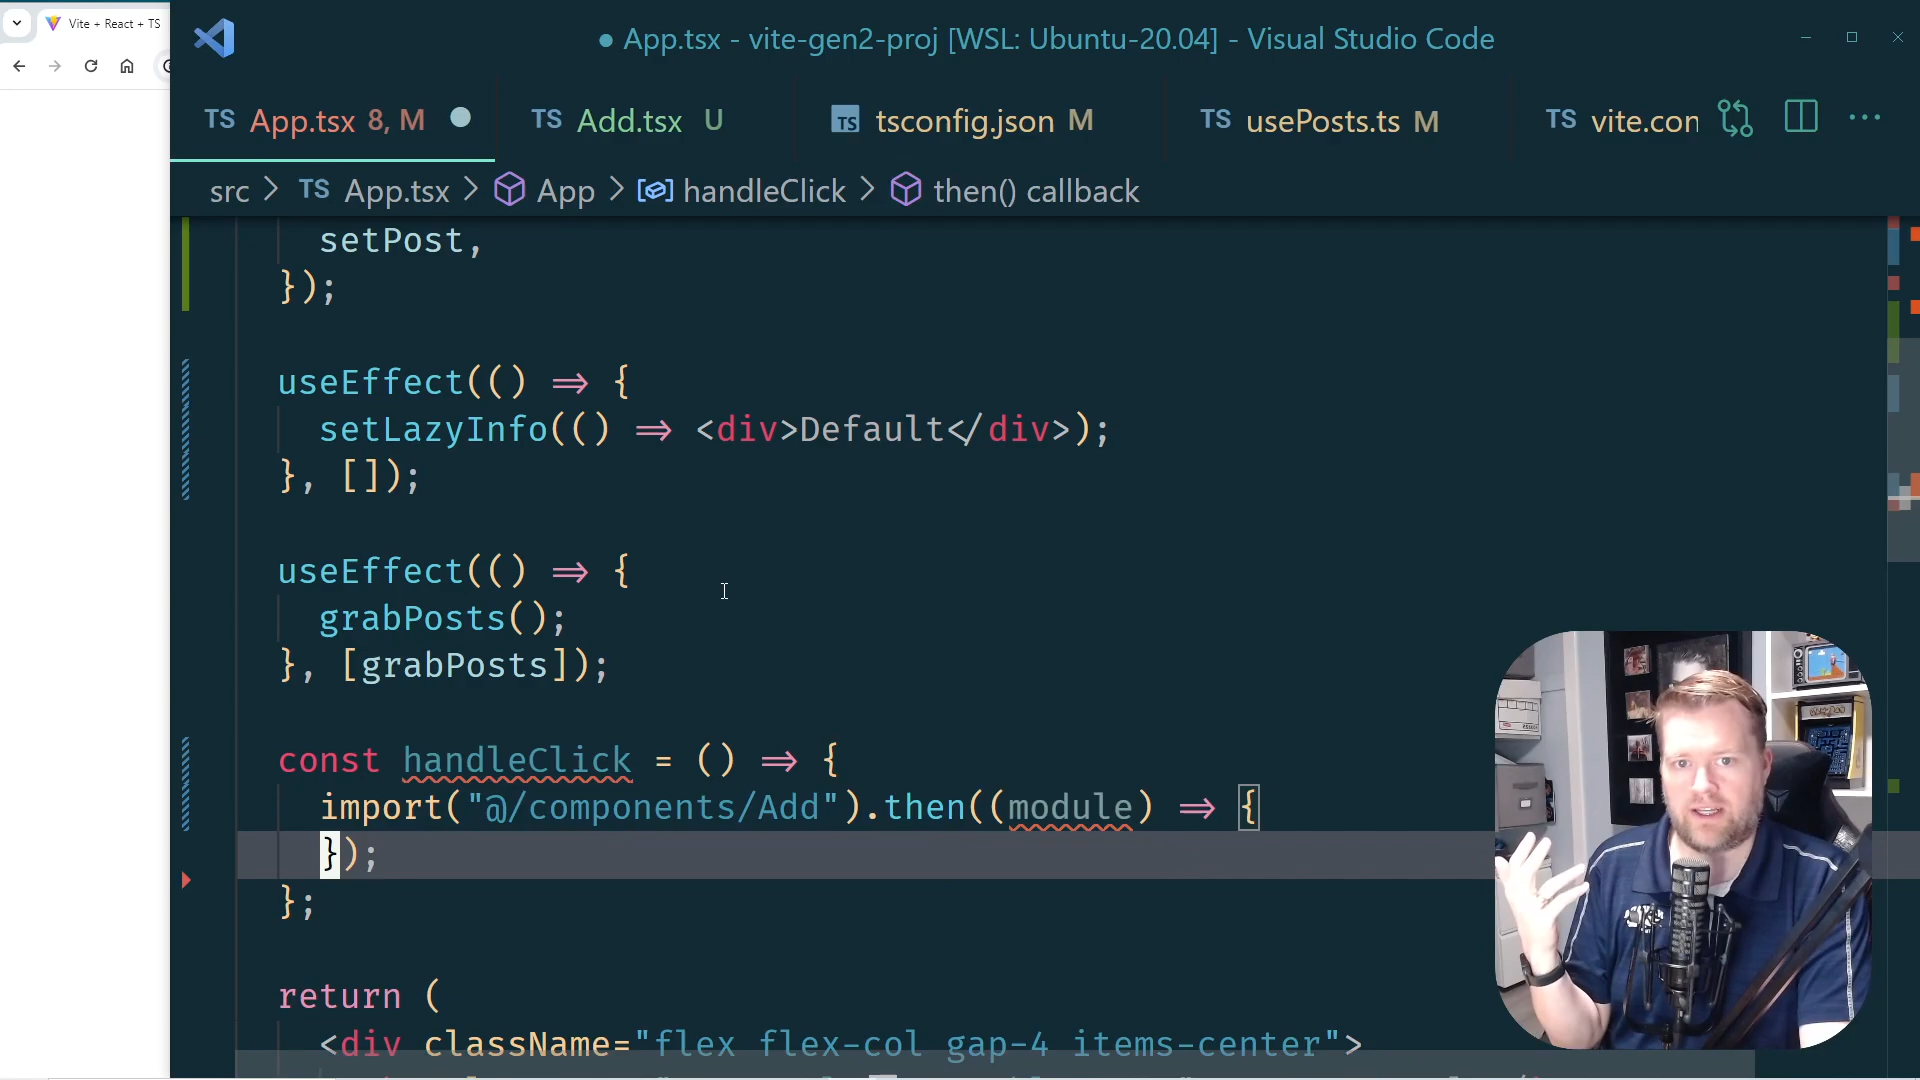 Vite + React + TS
App.tsx - vite-gen2-proj [WSL: Ubuntu-20.04] - Visual Studio Code
TS App.tsx 8, M TS Add.tsx U TS tsconfig.json M TS usePosts.ts M TS vite.con
src > TS App.tsx > App > handleClick > then() callback
setPost,
});
useEffect(() => {
setLazyInfo(() => <div>Default</div>);
}, []);
useEffect(() => {
grabPosts();
}, [grabPosts]);
const handleClick = () => {
import("@/components/Add").then((module) => {
});
};
return (
<div className="flex flex-col gap-4 items-center">